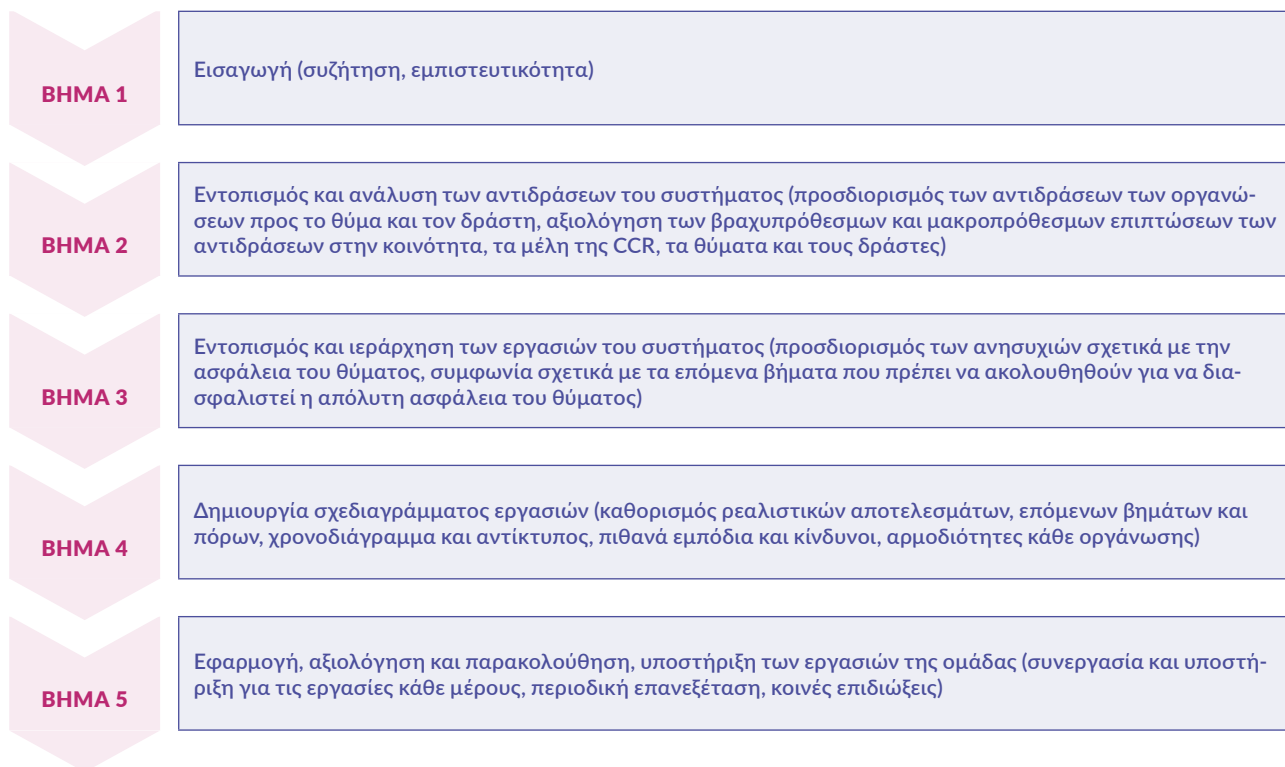 ΒΗΜΑ 1
Εισαγωγή (συζήτηση, εμπιστευτικότητα)
ΒΗΜΑ 2
Εντοπισμός και ανάλυση των αντιδράσεων του συστήματος (προσδιορισμός των αντιδράσεων των οργανώ-
σεων προς το θύμα και τον δράστη, αξιολόγηση των βραχυπρόθεσμων και μακροπρόθεσμων επιπτώσεων των
αντιδράσεων στην κοινότητα, τα μέλη της CCR, τα θύματα και τους δράστες)
ΒΗΜΑ 3
Εντοπισμός και ιεράρχηση των εργασιών του συστήματος (προσδιορισμός των ανησυχιών σχετικά με την
ασφάλεια του θύματος, συμφωνία σχετικά με τα επόμενα βήματα που πρέπει να ακολουθηθούν για να δια-
σφαλιστεί η απόλυτη ασφάλεια του θύματος)
ΒΗΜΑ 4
Δημιουργία σχεδιαγράμματος εργασιών (καθορισμός ρεαλιστικών αποτελεσμάτων, επόμενων βημάτων και
πόρων, χρονοδιάγραμμα και αντίκτυπος, πιθανά εμπόδια και κίνδυνοι, αρμοδιότητες κάθε οργάνωσης)
ΒΗΜΑ 5
Εφαρμογή, αξιολόγηση και παρακολούθηση, υποστήριξη των εργασιών της ομάδας (συνεργασία και υποστή-
ριξη για τις εργασίες κάθε μέρους, περιοδική επανεξέταση, κοινές επιδιώξεις)